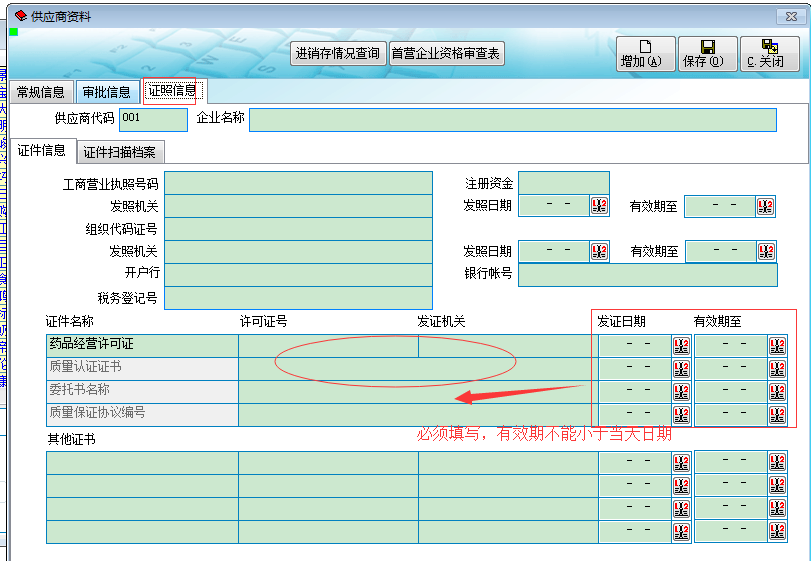 供应商资料
进销存情况查询 首营企业资格审查表 增加(A) 保存(O) C.关闭
常规信息 审批信息 证照信息
供应商代码 001 企业名称
证件信息 证件扫描档案
工商营业执照号码 注册资金
发照机关 发照日期 - - 有效期至 - -
组织代码证号
发照机关 发照日期 - - 有效期至 - -
开户行 银行帐号
税务登记号
证件名称 许可证号 发证机关 发证日期 有效期至
药品经营许可证 - - - -
质量认证证书 - - - -
委托书名称 - - - -
质量保证协议编号 - - - -
必须填写，有效期不能小于当天日期
其他证书
- - - -
- - - -
- - - -
- - - -